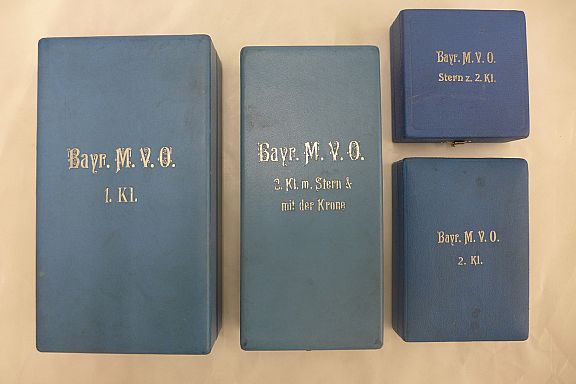 Bayr. M. V. O.
1. Kl.
Bayr. M. V. O.
2. Kl. m. Stern &
mit der Krone
Bayr. M. V. O.
Stern z. 2. Kl.
Bayr. M. V. O.
2. Kl.